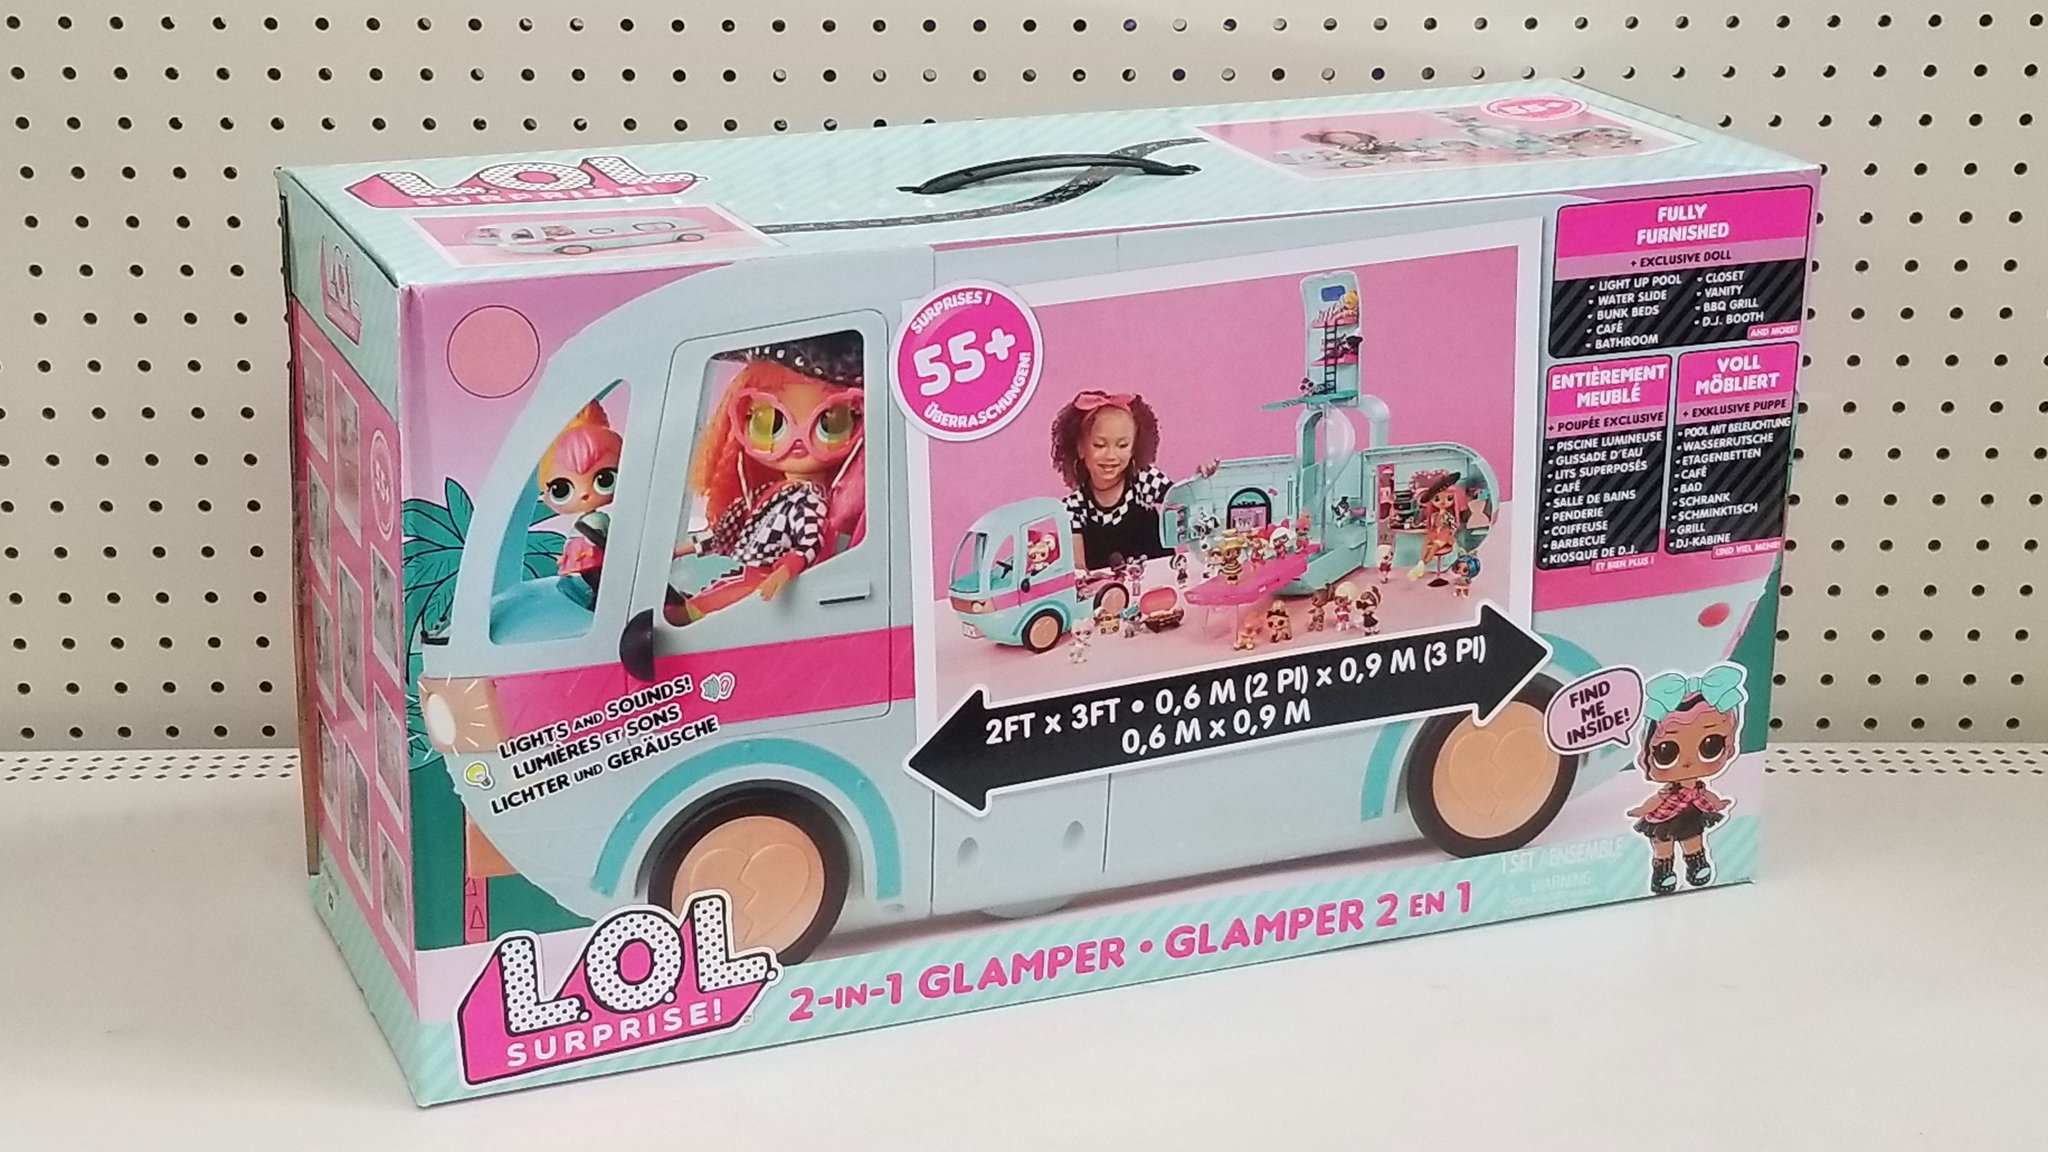 L.O.L.
SURPRISE!
L.O.L.
SURPRISES!
55+
ÜBERRASCHUNGEN!
FULLY
FURNISHED
+ EXCLUSIVE DOLL
• LIGHT UP POOL
• WATER SLIDE
• BUNK BEDS
• CAFÉ
• BATHROOM
• CLOSET
• VANITY
• BBQ GRILL
• D.J. BOOTH
AND MORE!
ENTIÈREMENT
MEUBLÉ
+ POUPÉE EXCLUSIVE
• PISCINE LUMINEUSE
• GLISSADE D'EAU
• LITS SUPERPOSÉS
• CAFÉ
• SALLE DE BAINS
• PENDERIE
• COIFFEUSE
• BARBECUE
• KIOSQUE DE D.J.
ET BIEN PLUS !
VOLL
MÖBLIERT
+ EXKLUSIVE PUPPE
• POOL MIT BELEUCHTUNG
• WASSERRUTSCHE
• ETAGENBETTEN
• CAFÉ
• BAD
• SCHRANK
• SCHMINKTISCH
• GRILL
• DJ-KABINE
UND VIEL MEHR!
LIGHTS AND SOUNDS!
LUMIÈRES ET SONS
LICHTER UND GERÄUSCHE
2FT x 3FT • 0,6 M (2 PI) x 0,9 M (3 PI)
0,6 M x 0,9 M
FIND
ME
INSIDE!
1 SET / ENSEMBLE
WARNING
L.O.L.
SURPRISE!
2-IN-1 GLAMPER • GLAMPER 2 EN 1